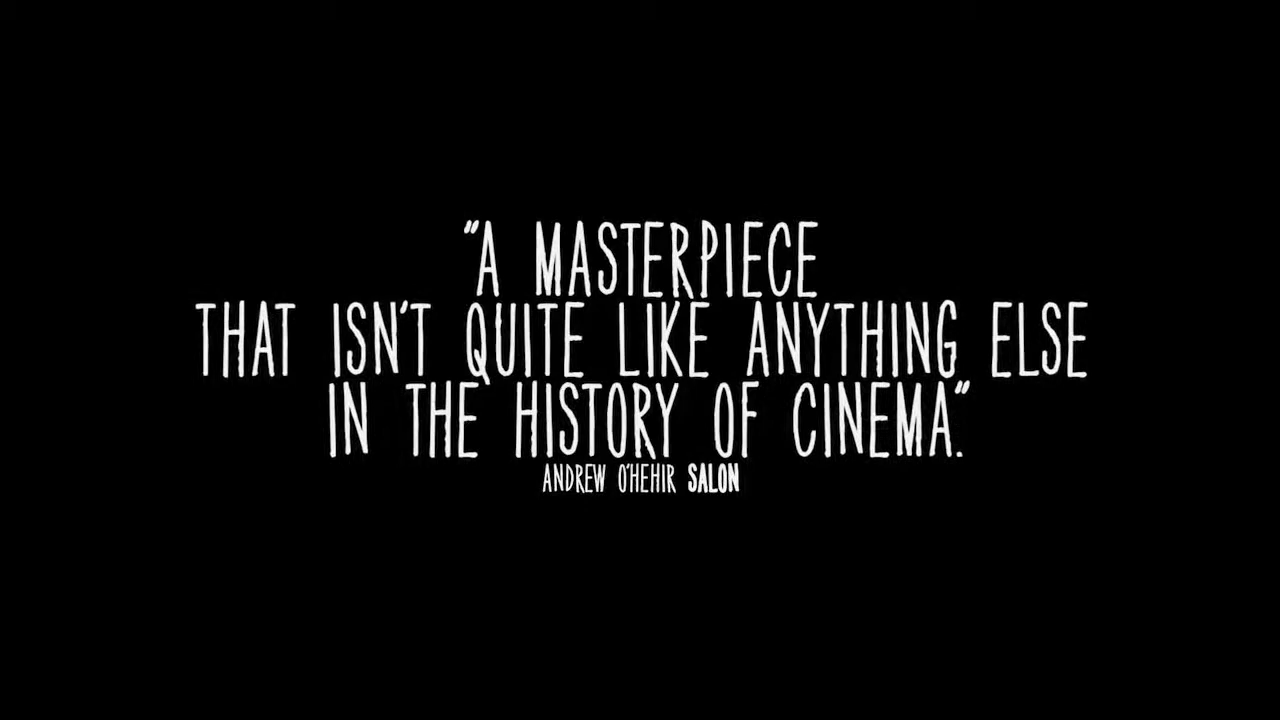 "A MASTERPIECE
THAT ISN'T QUITE LIKE ANYTHING ELSE
IN THE HISTORY OF CINEMA."
ANDREW O'HEHIR SALON